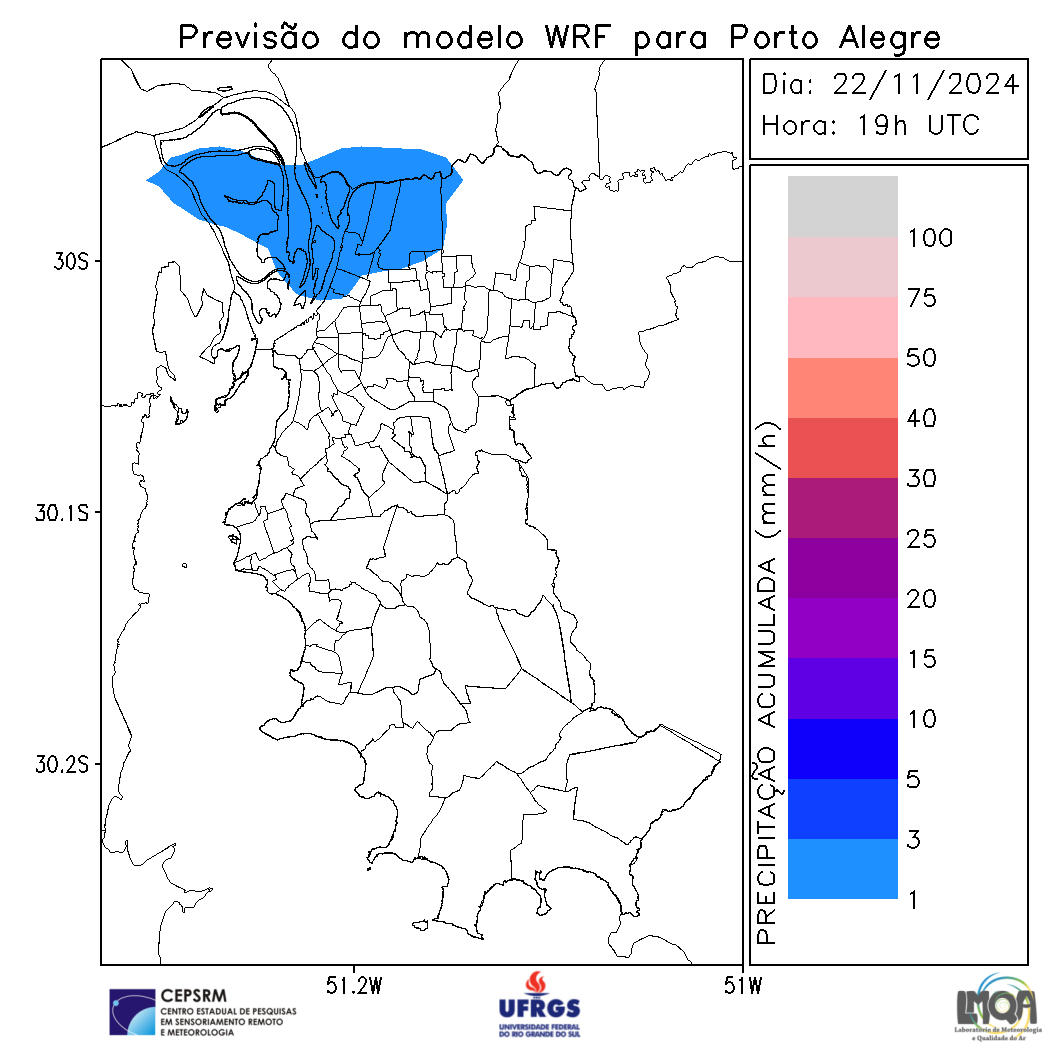 Previsão do modelo WRF para Porto Alegre
Dia: 22/11/2024
Hora: 19h UTC
30S
30.1S
30.2S
51.2W
51W
PRECIPITAÇÃO ACUMULADA (mm/h)
100
75
50
40
30
25
20
15
10
5
3
1
CEPSRM
CENTRO ESTADUAL DE PESQUISAS
EM SENSORIAMENTO REMOTO
E METEOROLOGIA
UFRGS
UNIVERSIDADE FEDERAL
DO RIO GRANDE DO SUL
LMQA
Laboratório de Meteorologia
e Qualidade do Ar